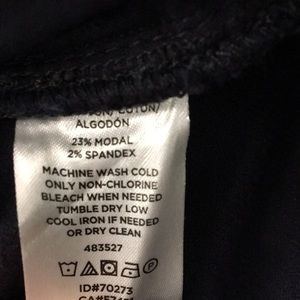 COTON/
ALGODÓN
23% MODAL
2% SPANDEX
MACHINE WASH COLD
ONLY NON-CHLORINE
BLEACH WHEN NEEDED
TUMBLE DRY LOW
COOL IRON IF NEEDED
OR DRY CLEAN
483527
P
ID#70273